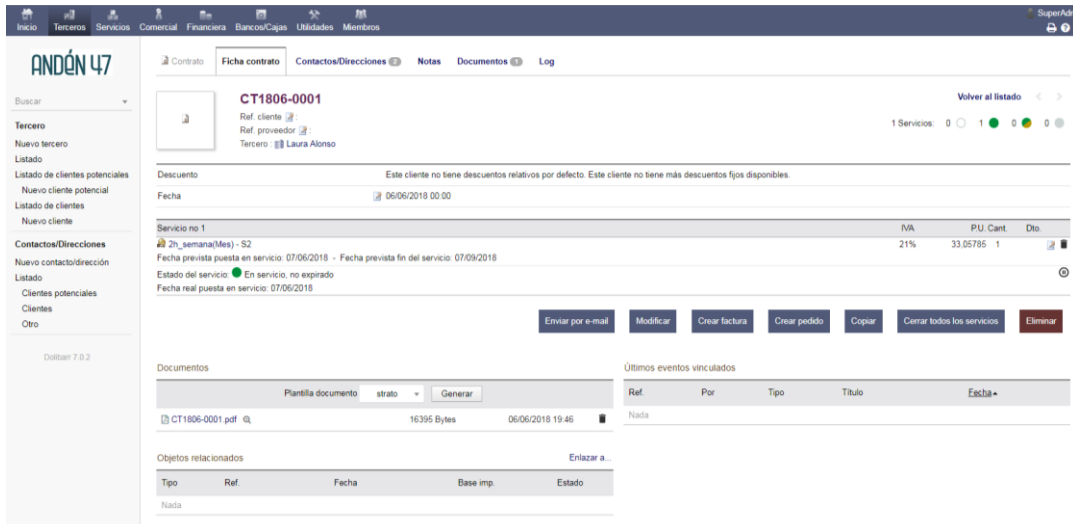 Inicio Terceros Servicios Comercial Financiera Bancos/Cajas Utilidades Miembros
SuperAdm
ANDÉN 47
Buscar
Tercero
Nuevo tercero
Listado
Listado de clientes potenciales
Nuevo cliente potencial
Listado de clientes
Nuevo cliente
Contactos/Direcciones
Nuevo contacto/dirección
Listado
Clientes potenciales
Clientes
Otro
Dolibarr 7.0.2
Contrato Ficha contrato Contactos/Direcciones 2 Notas Documentos 1 Log
CT1806-0001
Ref. cliente :
Ref. proveedor :
Tercero : Laura Alonso
Volver al listado < >
1 Servicios: 0 1 0 0
Descuento Este cliente no tiene descuentos relativos por defecto. Este cliente no tiene más descuentos fijos disponibles.
Fecha 06/06/2018 00:00
Servicio no 1 IVA P.U. Cant. Dto.
2h_semana(Mes) - S2 21% 33,05785 1
Fecha prevista puesta en servicio: 07/06/2018 - Fecha prevista fin del servicio: 07/09/2018
Estado del servicio: En servicio, no expirado
Fecha real puesta en servicio: 07/06/2018
Enviar por e-mail Modificar Crear factura Crear pedido Copiar Cerrar todos los servicios Eliminar
Documentos
Plantilla documento strato Generar
CT1806-0001.pdf 16395 Bytes 06/06/2018 19:46
Objetos relacionados Enlazar a...
Tipo Ref. Fecha Base imp. Estado
Nada
Últimos eventos vinculados
Ref. Por Tipo Título Fecha
Nada